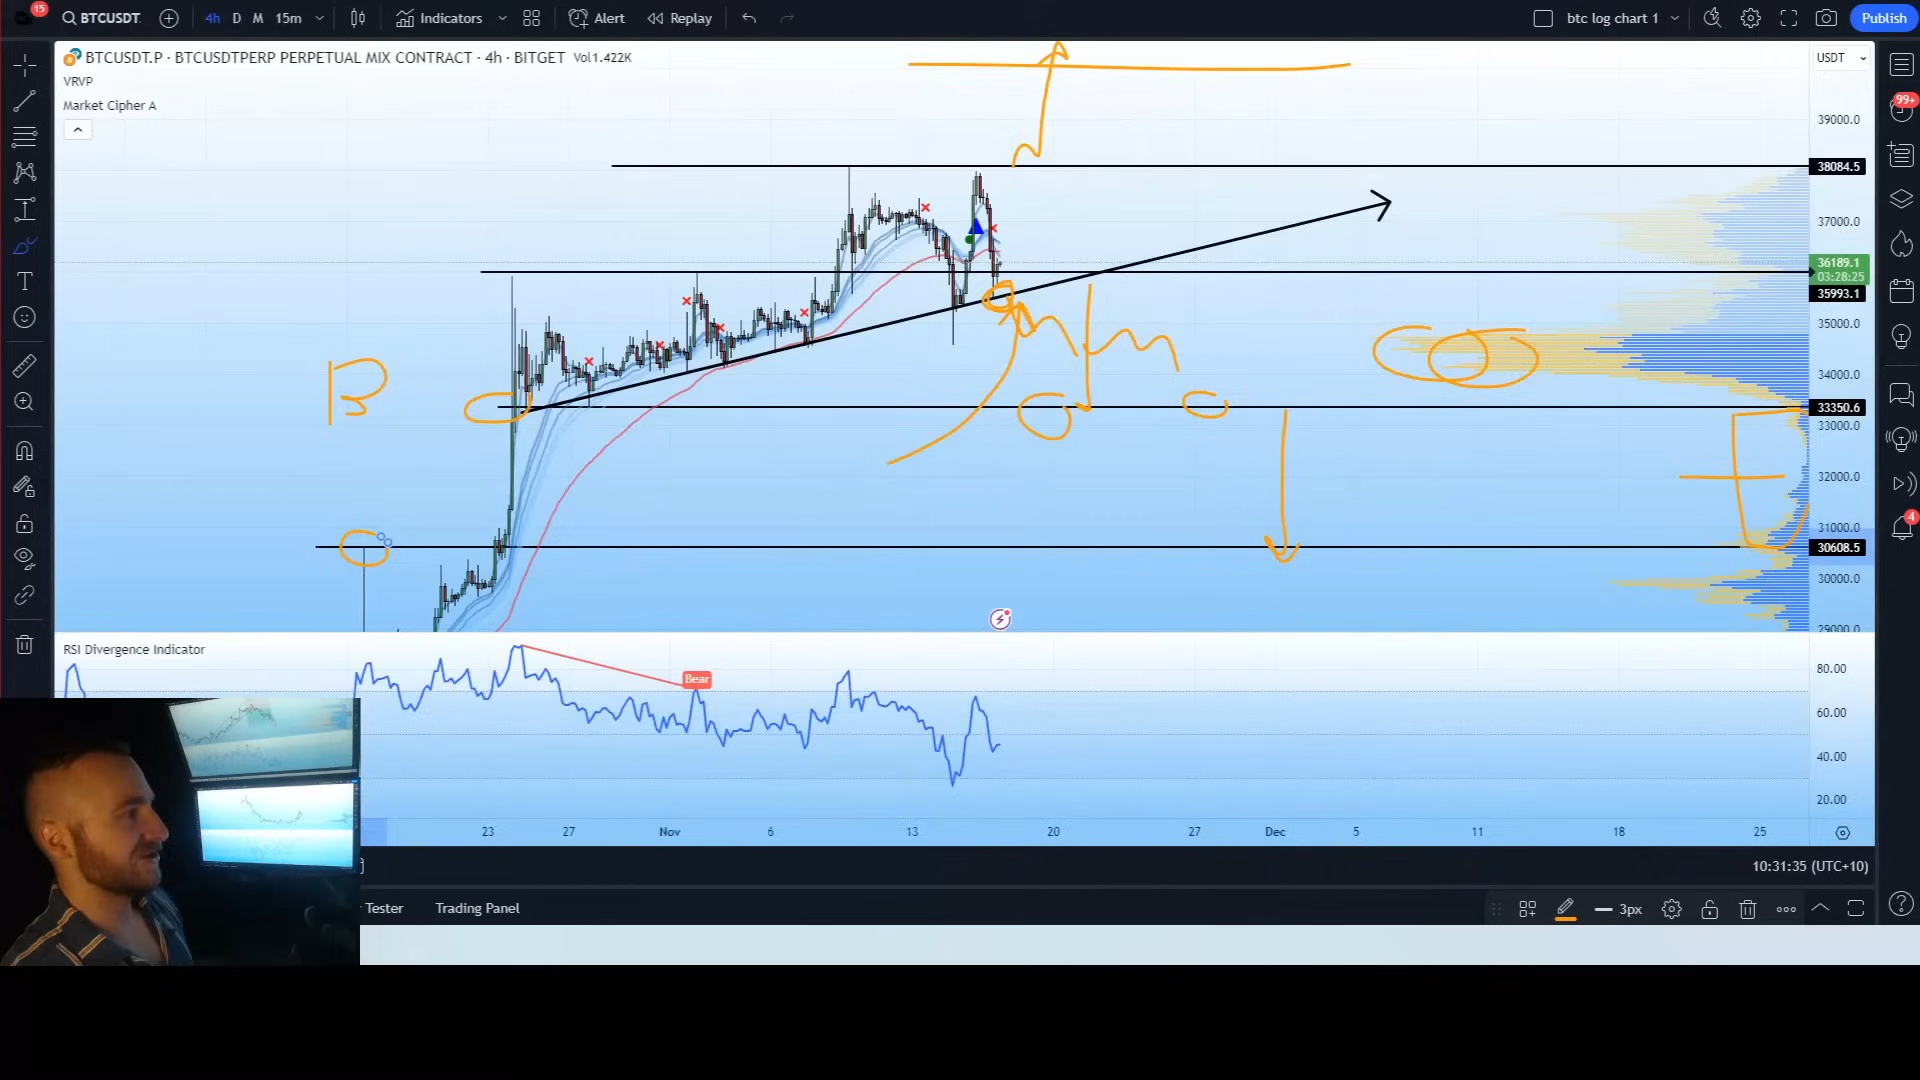 15
BTCUSDT.
4h
D
M
15m
Indicators
Alert
Replay
btc log chart 1
Publish
BTCUSDT.P · BTCUSDTPERP PERPETUAL MIX CONTRACT · 4h · BITGET Vol1.422K
USDT
VRVP
Market Cipher A
99+
39000.0
38084.5
37000.0
36189.1
03:28:25
35993.1
35000.0
34000.0
B
33350.6
33000.0
32000.0
31000.0
4
30608.5
30000.0
29000.0
RSI Divergence Indicator
Bear
80.00
60.00
40.00
20.00
23
27
Nov
6
13
20
27
Dec
5
11
18
25
10:31:35 (UTC+10)
Tester
Trading Panel
3px